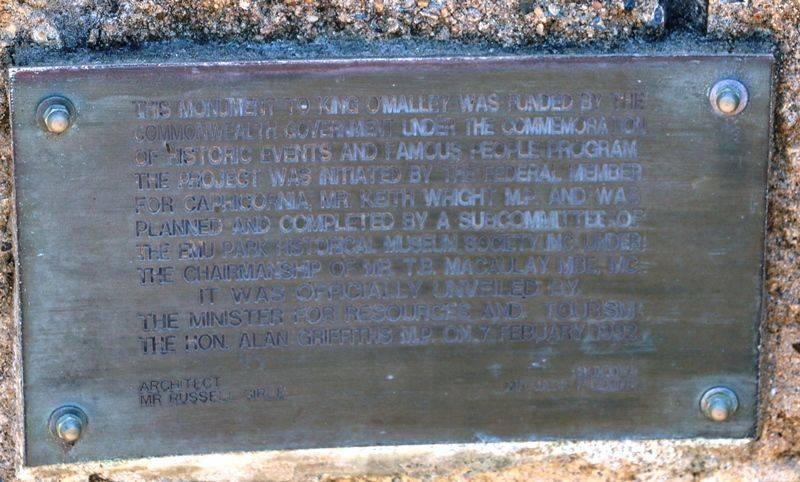 THIS MONUMENT TO KING O'MALLEY WAS FUNDED BY THE
COMMONWEALTH GOVERNMENT UNDER THE COMMEMORATION
OF HISTORIC EVENTS AND FAMOUS PEOPLE PROGRAM.
THE PROJECT WAS INITIATED BY THE FEDERAL MEMBER
FOR CAPRICORNIA, MR KEITH WRIGHT M.P. AND WAS
PLANNED AND COMPLETED BY A SUBCOMMITTEE OF
THE EMU PARK HISTORICAL MUSEUM SOCIETY INC. UNDER
THE CHAIRMANSHIP OF MR. T.B. MACAULAY MBE, MC.
IT WAS OFFICIALLY UNVEILED BY
THE MINISTER FOR RESOURCES AND TOURISM
THE HON. ALAN GRIFFITHS M.P. ON 7 FEBUARY 1992
ARCHITECT
MR RUSSELL